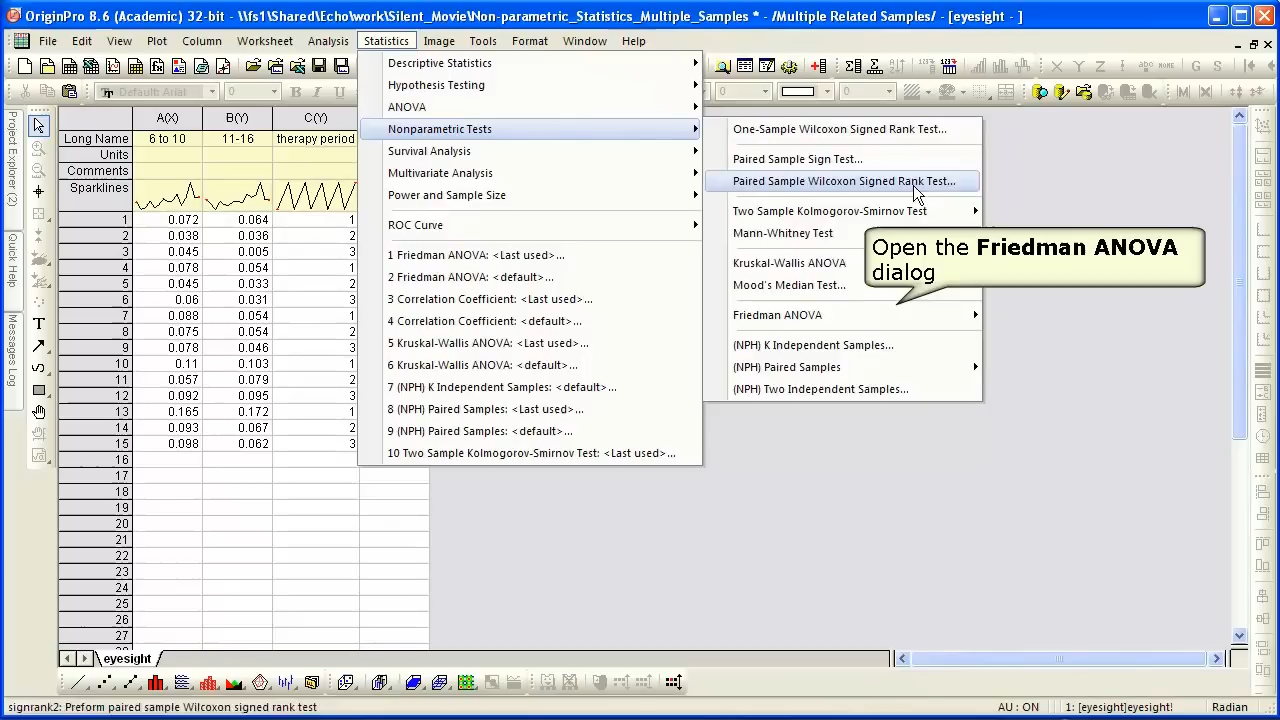 OriginPro 8.6 (Academic) 32-bit - \\fs1\Shared\Echo\work\Silent_Movie\Non-parametric_Statistics_Multiple_Samples * - /Multiple Related Samples/ - [eyesight - ]
File Edit View Plot Column Worksheet Analysis Statistics Image Tools Format Window Help
Default Arial 0 B I U 0 0
Project Explorer (2)
Quick Help
Messages Log
A(X) B(Y) C(Y)
Long Name 6 to 10 11-16 therapy period
Units
Comments
Sparklines
1 0.072 0.064 1
2 0.038 0.036 2
3 0.045 0.005 3
4 0.078 0.054 1
5 0.045 0.033 2
6 0.06 0.031 3
7 0.088 0.054 1
8 0.075 0.054 2
9 0.078 0.046 3
10 0.11 0.103 1
11 0.057 0.079 2
12 0.092 0.095 3
13 0.165 0.172 1
14 0.093 0.067 2
15 0.098 0.062 3
16
17
18
19
20
21
22
23
24
25
26
27
Descriptive Statistics
Hypothesis Testing
ANOVA
Nonparametric Tests
Survival Analysis
Multivariate Analysis
Power and Sample Size
ROC Curve
1 Friedman ANOVA: <Last used>...
2 Friedman ANOVA: <default>...
3 Correlation Coefficient: <Last used>...
4 Correlation Coefficient: <default>...
5 Kruskal-Wallis ANOVA: <Last used>...
6 Kruskal-Wallis ANOVA: <default>...
7 (NPH) K Independent Samples: <default>...
8 (NPH) Paired Samples: <Last used>...
9 (NPH) Paired Samples: <default>...
10 Two Sample Kolmogorov-Smirnov Test: <Last used>...
One-Sample Wilcoxon Signed Rank Test...
Paired Sample Sign Test...
Paired Sample Wilcoxon Signed Rank Test...
Two Sample Kolmogorov-Smirnov Test
Mann-Whitney Test
Kruskal-Wallis ANOVA
Mood's Median Test...
Friedman ANOVA
(NPH) K Independent Samples...
(NPH) Paired Samples
(NPH) Two Independent Samples...
Open the Friedman ANOVA
dialog
eyesight
signrank2: Preform paired sample Wilcoxon signed rank test
AU : ON
1: [eyesight]eyesight!
Radian